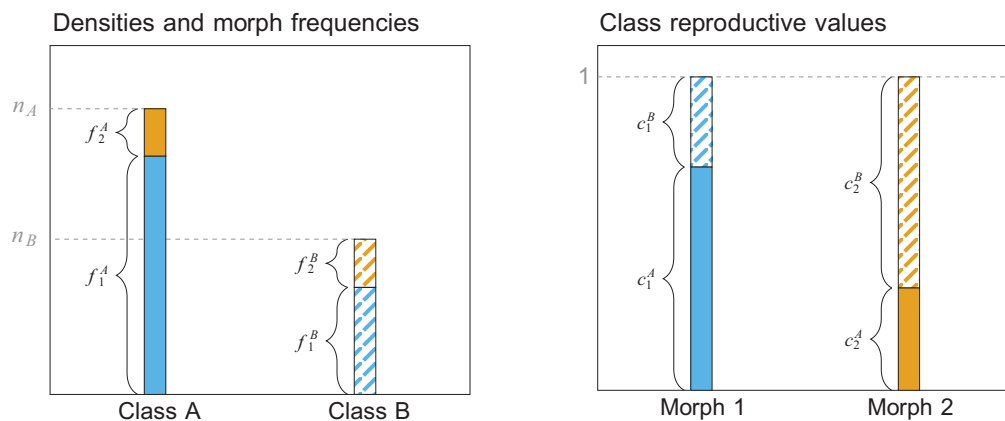 Densities and morph frequencies
n_A
f_2^A
n_B
f_1^A
f_2^B
f_1^B
Class A
Class B
Class reproductive values
1
c_1^B
c_2^B
c_1^A
c_2^A
Morph 1
Morph 2